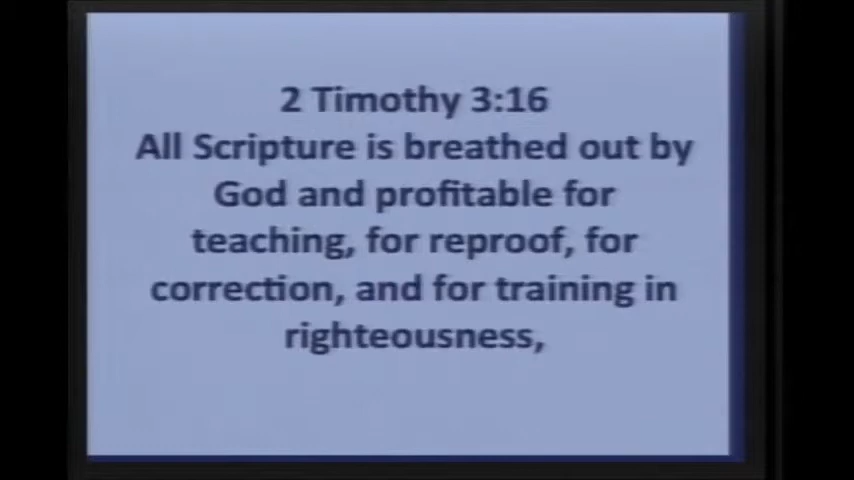 2 Timothy 3:16
All Scripture is breathed out by
God and profitable for
teaching, for reproof, for
correction, and for training in
righteousness,